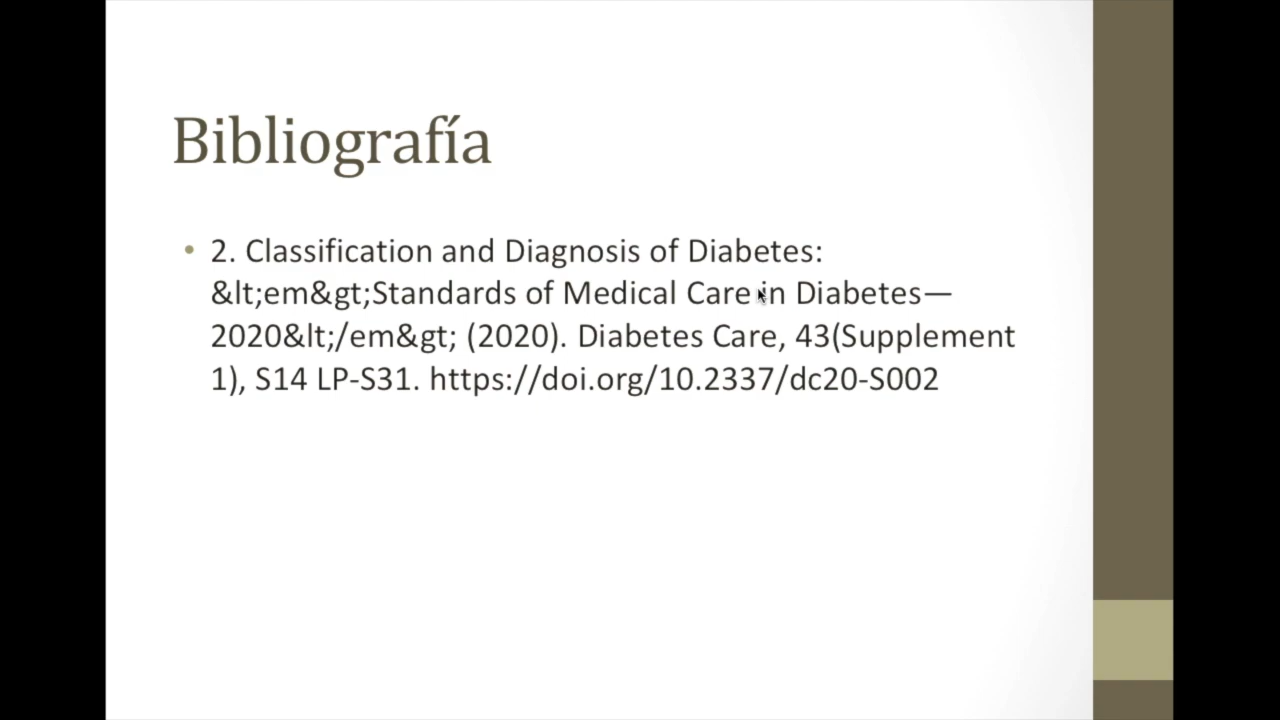 Bibliografía
• 2. Classification and Diagnosis of Diabetes:
&lt;em&gt;Standards of Medical Care in Diabetes—
2020&lt;/em&gt; (2020). Diabetes Care, 43(Supplement
1), S14 LP-S31. https://doi.org/10.2337/dc20-S002